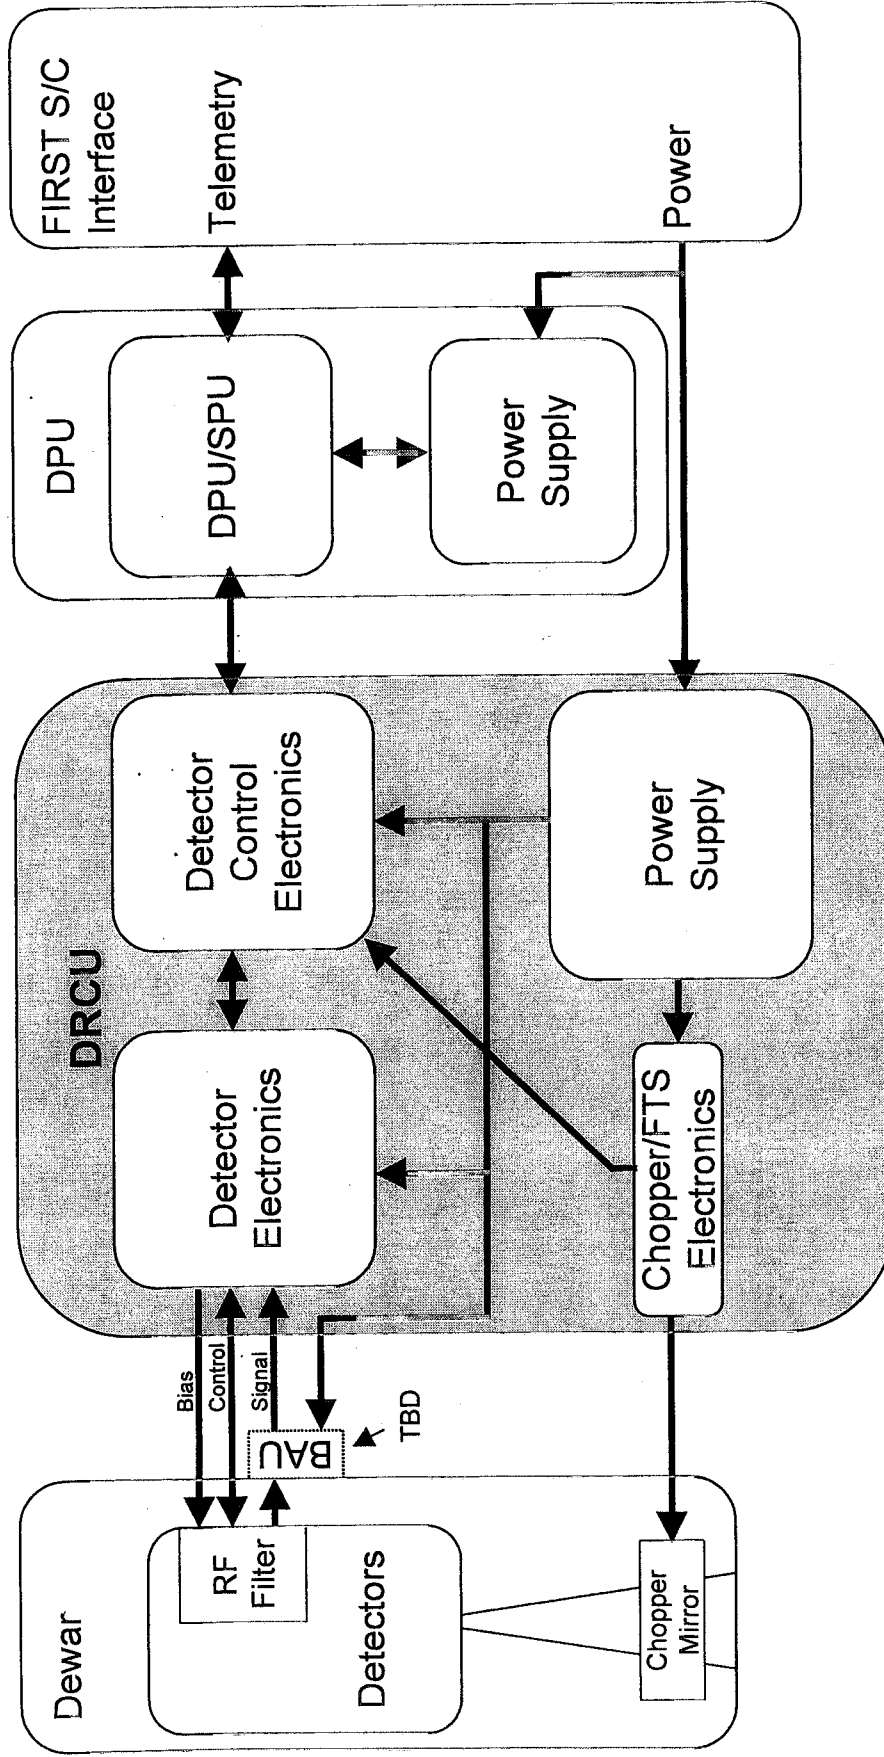 FIRST S/C
Interface
Telemetry
Power
DPU
DPU/SPU
Power
Supply
DRCU
Detector
Control
Electronics
Detector
Electronics
Power
Supply
Chopper/FTS
Electronics
Bias
Control
Signal
BAU
TBD
Dewar
RF
Filter
Detectors
Chopper
Mirror